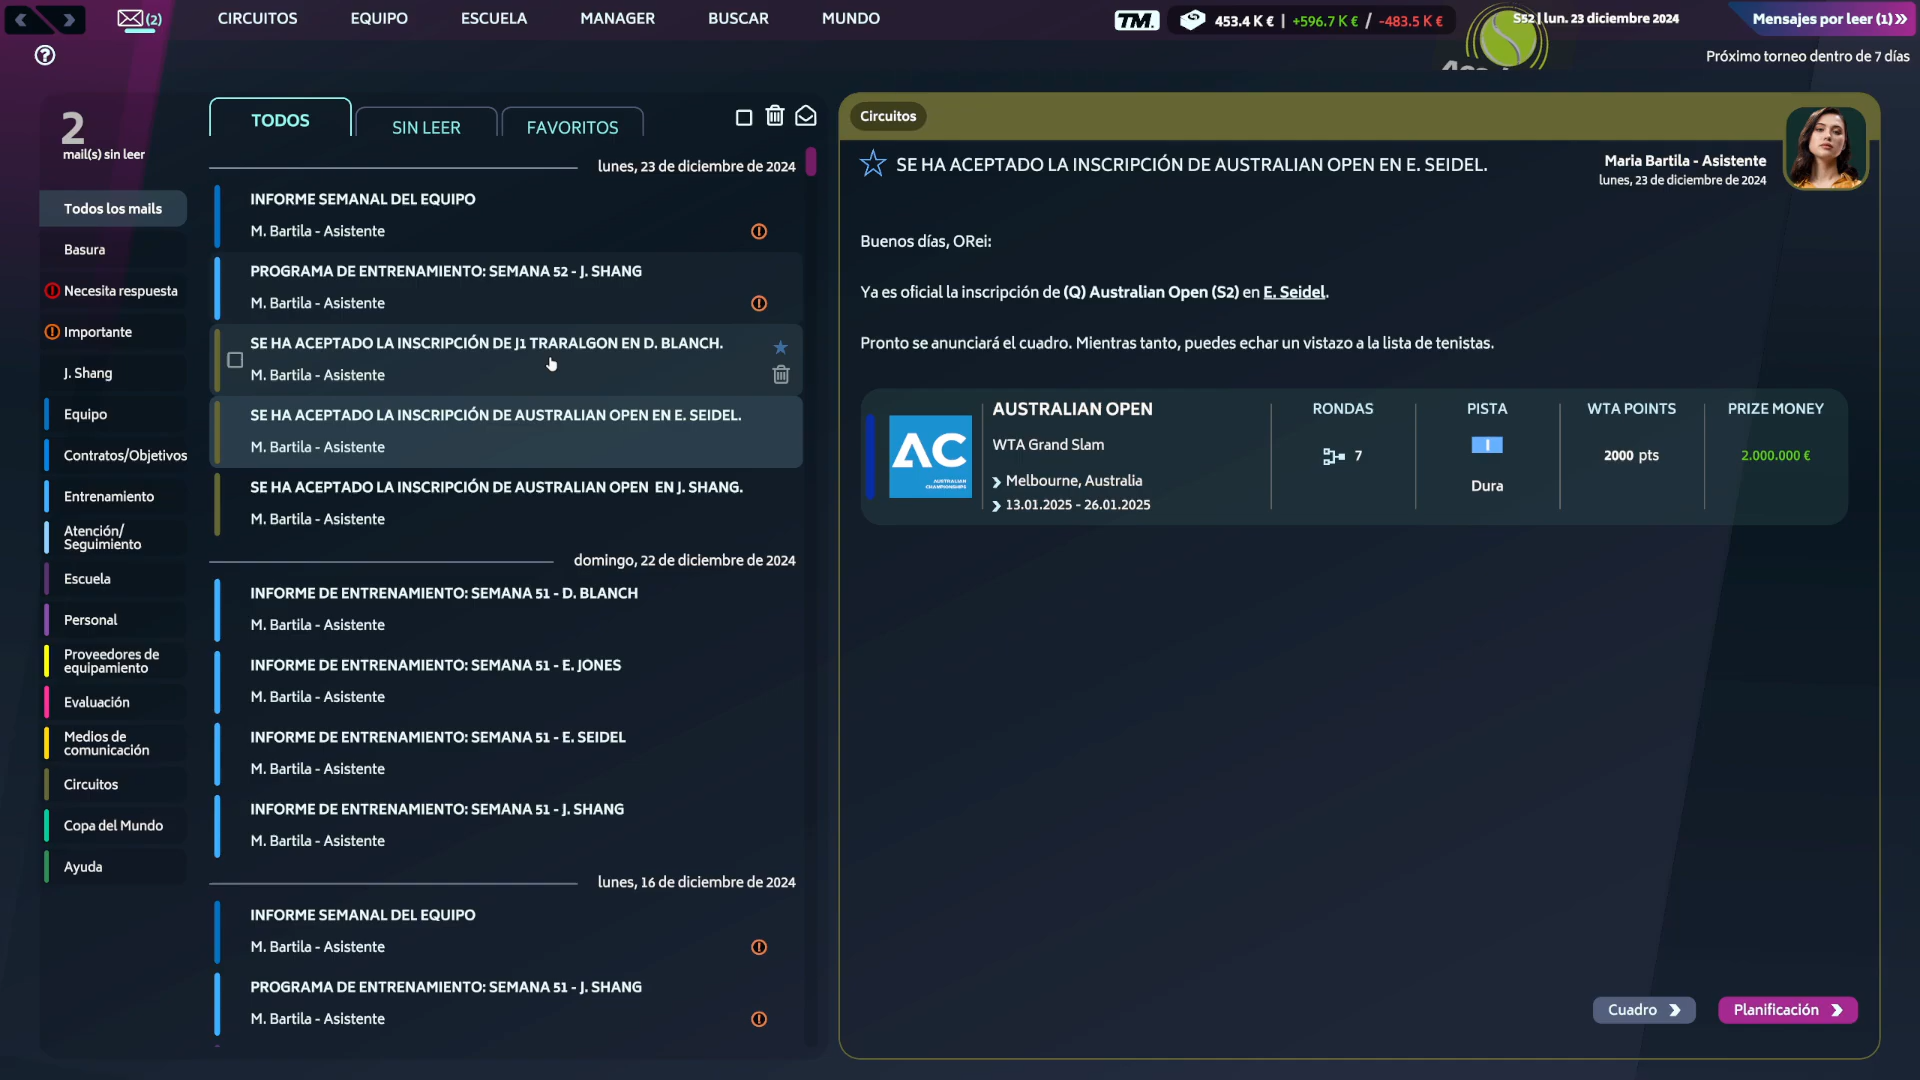 (2)
CIRCUITOS
EQUIPO
ESCUELA
MANAGER
BUSCAR
MUNDO
TM.
453.4 K € | +596.7 K € / -483.5 K €
S52 | lun. 23 diciembre 2024
Mensajes por leer (1)
Próximo torneo dentro de 7 días
2
mail(s) sin leer
Todos los mails
Basura
Necesita respuesta
Importante
J. Shang
Equipo
Contratos/Objetivos
Entrenamiento
Atención/
Seguimiento
Escuela
Personal
Proveedores de
equipamiento
Evaluación
Medios de
comunicación
Circuitos
Copa del Mundo
Ayuda
TODOS
SIN LEER
FAVORITOS
lunes, 23 de diciembre de 2024
INFORME SEMANAL DEL EQUIPO
M. Bartila - Asistente
PROGRAMA DE ENTRENAMIENTO: SEMANA 52 - J. SHANG
M. Bartila - Asistente
SE HA ACEPTADO LA INSCRIPCIÓN DE J1 TRARALGON EN D. BLANCH.
M. Bartila - Asistente
SE HA ACEPTADO LA INSCRIPCIÓN DE AUSTRALIAN OPEN EN E. SEIDEL.
M. Bartila - Asistente
SE HA ACEPTADO LA INSCRIPCIÓN DE AUSTRALIAN OPEN EN J. SHANG.
M. Bartila - Asistente
domingo, 22 de diciembre de 2024
INFORME DE ENTRENAMIENTO: SEMANA 51 - D. BLANCH
M. Bartila - Asistente
INFORME DE ENTRENAMIENTO: SEMANA 51 - E. JONES
M. Bartila - Asistente
INFORME DE ENTRENAMIENTO: SEMANA 51 - E. SEIDEL
M. Bartila - Asistente
INFORME DE ENTRENAMIENTO: SEMANA 51 - J. SHANG
M. Bartila - Asistente
lunes, 16 de diciembre de 2024
INFORME SEMANAL DEL EQUIPO
M. Bartila - Asistente
PROGRAMA DE ENTRENAMIENTO: SEMANA 51 - J. SHANG
M. Bartila - Asistente
Circuitos
SE HA ACEPTADO LA INSCRIPCIÓN DE AUSTRALIAN OPEN EN E. SEIDEL.
Maria Bartila - Asistente
lunes, 23 de diciembre de 2024
Buenos días, ORei:
Ya es oficial la inscripción de (Q) Australian Open (S2) en E. Seidel.
Pronto se anunciará el cuadro. Mientras tanto, puedes echar un vistazo a la lista de tenistas.
AC
AUSTRALIAN
CHAMPIONSHIPS
AUSTRALIAN OPEN
WTA Grand Slam
Melbourne, Australia
13.01.2025 - 26.01.2025
RONDAS
7
PISTA
Dura
WTA POINTS
2000 pts
PRIZE MONEY
2.000.000 €
Cuadro
Planificación